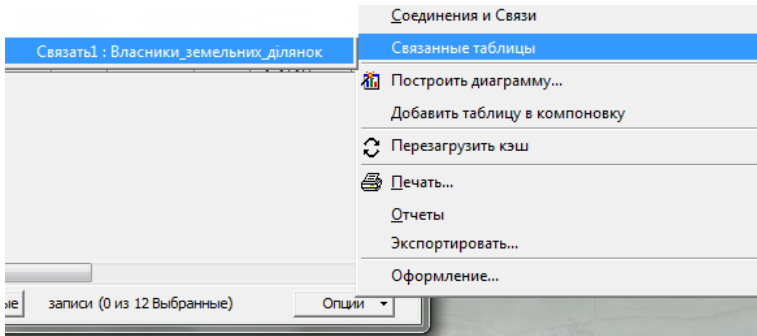 Соединения и Связи
Связать1 : Власники_земельних_ділянок
Связанные таблицы
Построить диаграмму...
Добавить таблицу в компоновку
Перезагрузить кэш
Печать...
Отчеты
Экспортировать...
Оформление...
записи (0 из 12 Выбранные)
Опции